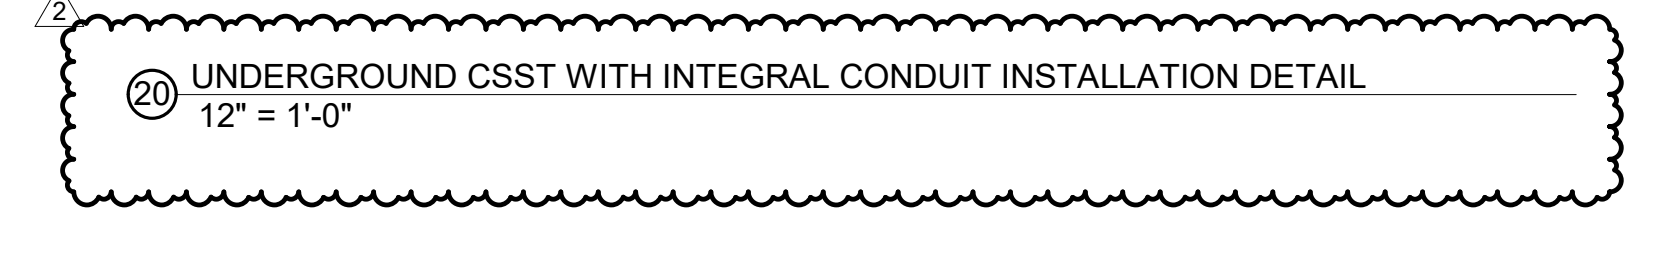 2
20 UNDERGROUND CSST WITH INTEGRAL CONDUIT INSTALLATION DETAIL
12" = 1'-0"